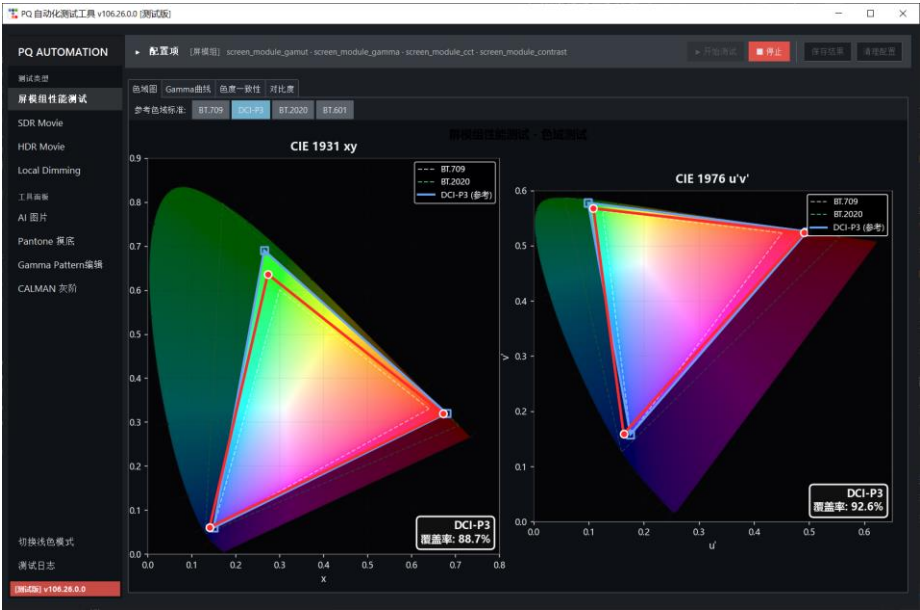 PQ 自动化测试工具 v106.26.0.0 [测试版]
PQ AUTOMATION
▸ 配置项 [屏模组] screen_module_gamut - screen_module_gamma - screen_module_cct - screen_module_contrast
▸ 开始测试 ■ 停止 保存结果 清理配置
测试类型
屏模组性能测试
SDR Movie
HDR Movie
Local Dimming
工具面板
AI 图片
Pantone 摸底
Gamma Pattern编辑
CALMAN 灰阶
切换浅色模式
测试日志
[测试版] v106.26.0.0
色域图 Gamma曲线 色度一致性 对比度
参考色域标准: BT.709 DCI-P3 BT.2020 BT.601
屏模组性能测试 - 色域测试
CIE 1931 xy
BT.709
BT.2020
DCI-P3 (参考)
0.9
0.8
0.7
0.6
0.5
0.4
0.3
0.2
0.1
0.0
0.0 0.1 0.2 0.3 0.4 0.5 0.6 0.7 0.8
x
y
DCI-P3
覆盖率: 88.7%
CIE 1976 u'v'
BT.709
BT.2020
DCI-P3 (参考)
0.6
0.5
0.4
0.3
0.2
0.1
0.0
0.0 0.1 0.2 0.3 0.4 0.5 0.6
u'
DCI-P3
覆盖率: 92.6%